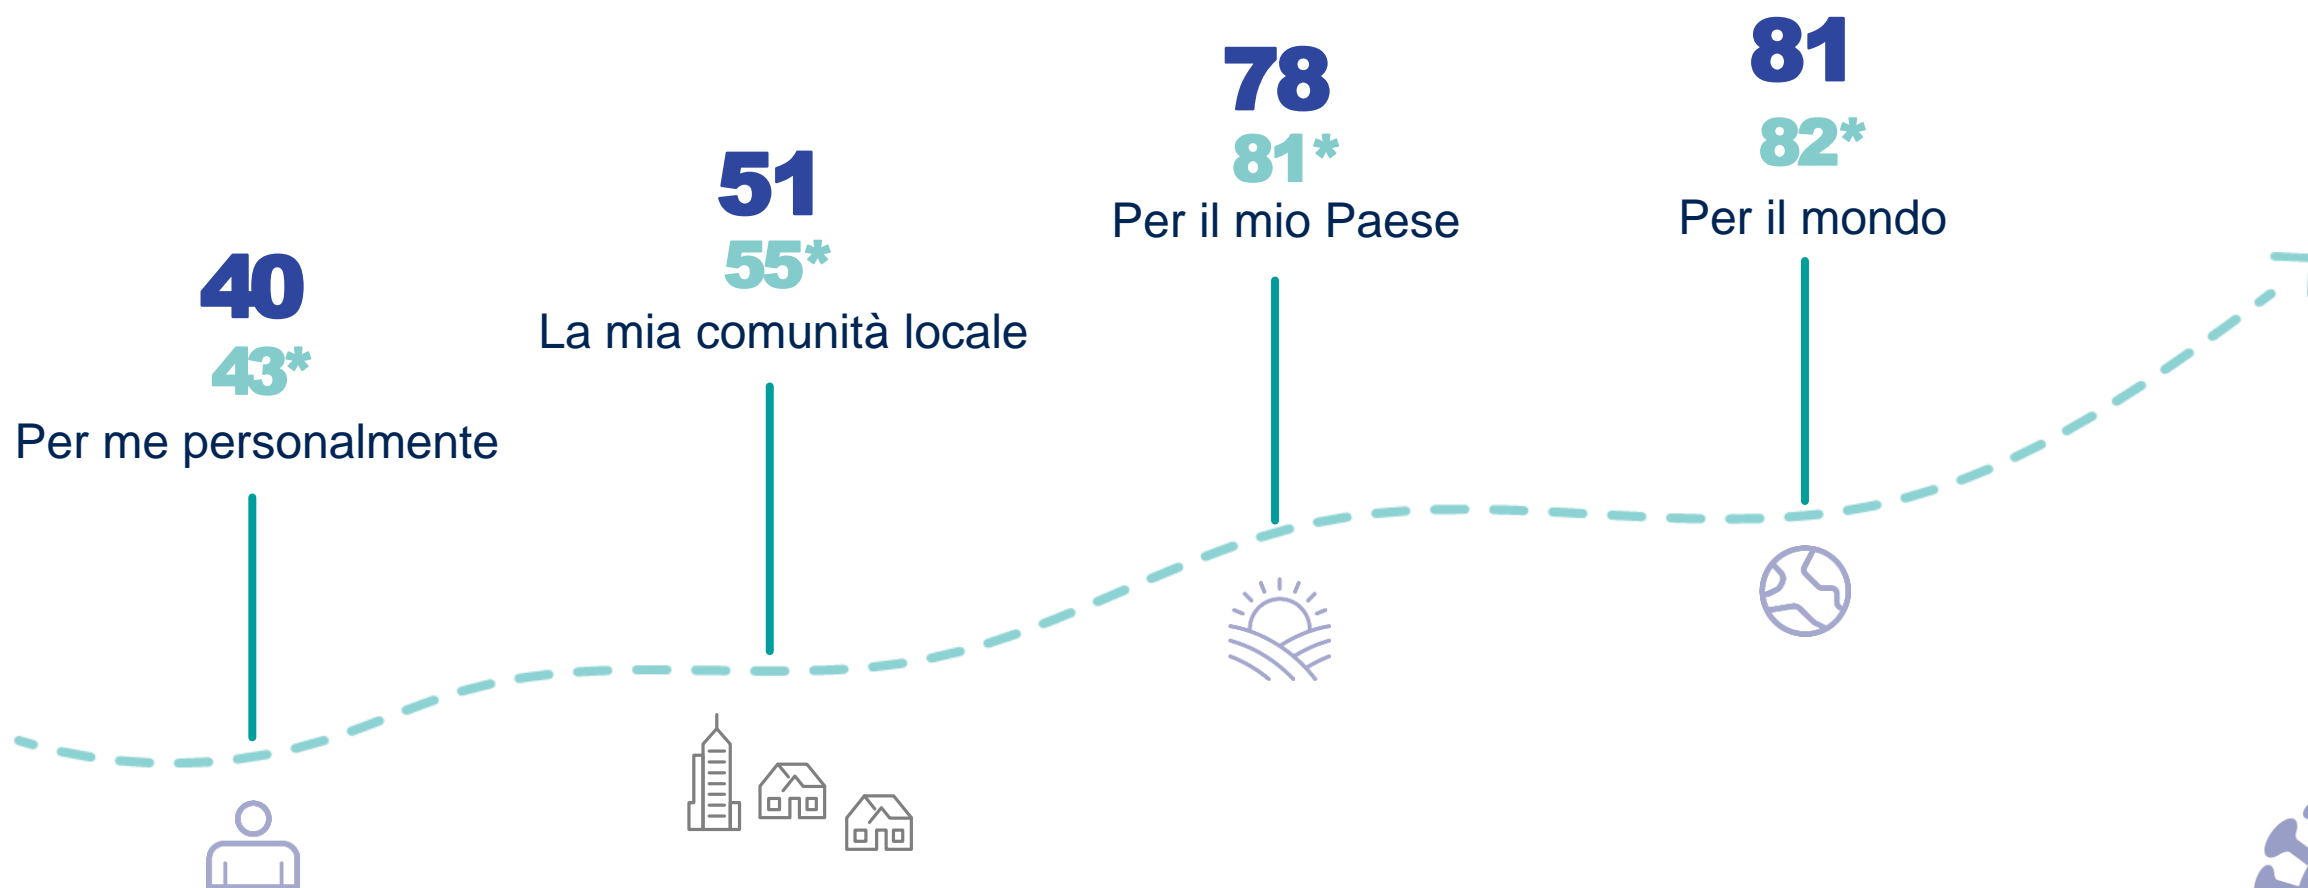 40
43*
Per me personalmente
51
55*
La mia comunità locale
78
81*
Per il mio Paese
81
82*
Per il mondo